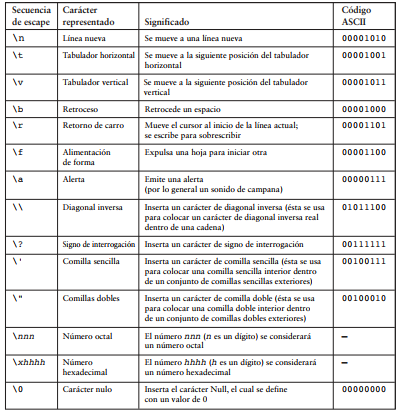 Secuencia de escape | Carácter representado | Significado | Código ASCII
\n | Línea nueva | Se mueve a una línea nueva | 00001010
\t | Tabulador horizontal | Se mueve a la siguiente posición del tabulador
horizontal | 00001001
\v | Tabulador vertical | Se mueve a la siguiente posición del tabulador
vertical | 00001011
\b | Retroceso | Retrocede un espacio | 00001000
\r | Retorno de carro | Mueve el cursor al inicio de la línea actual;
se escribe para sobrescribir | 00001101
\f | Alimentación
de forma | Expulsa una hoja para iniciar otra | 00001100
\a | Alerta | Emite una alerta
(por lo general un sonido de campana) | 00000111
\\ | Diagonal inversa | Inserta un carácter de diagonal inversa (ésta se usa
para colocar un carácter de diagonal inversa real
dentro de una cadena) | 01011100
\? | Signo de interrogación | Inserta un carácter de signo de interrogación | 00111111
\' | Comilla sencilla | Inserta un carácter de comilla sencilla (ésta se usa
para colocar una comilla sencilla interior dentro
de un conjunto de comillas sencillas exteriores) | 00100111
\" | Comillas dobles | Inserta un carácter de comilla doble (ésta se usa
para colocar una comilla doble interior dentro de
un conjunto de comillas dobles exteriores) | 00100010
\nnn | Número octal | El número nnn (n es un dígito) se considerará
un número octal | –
\xhhhh | Número
hexadecimal | El número hhhh (h es un dígito) se considerará
un número hexadecimal | –
\0 | Carácter nulo | Inserta el carácter Null, el cual se define
con un valor de 0 | 00000000